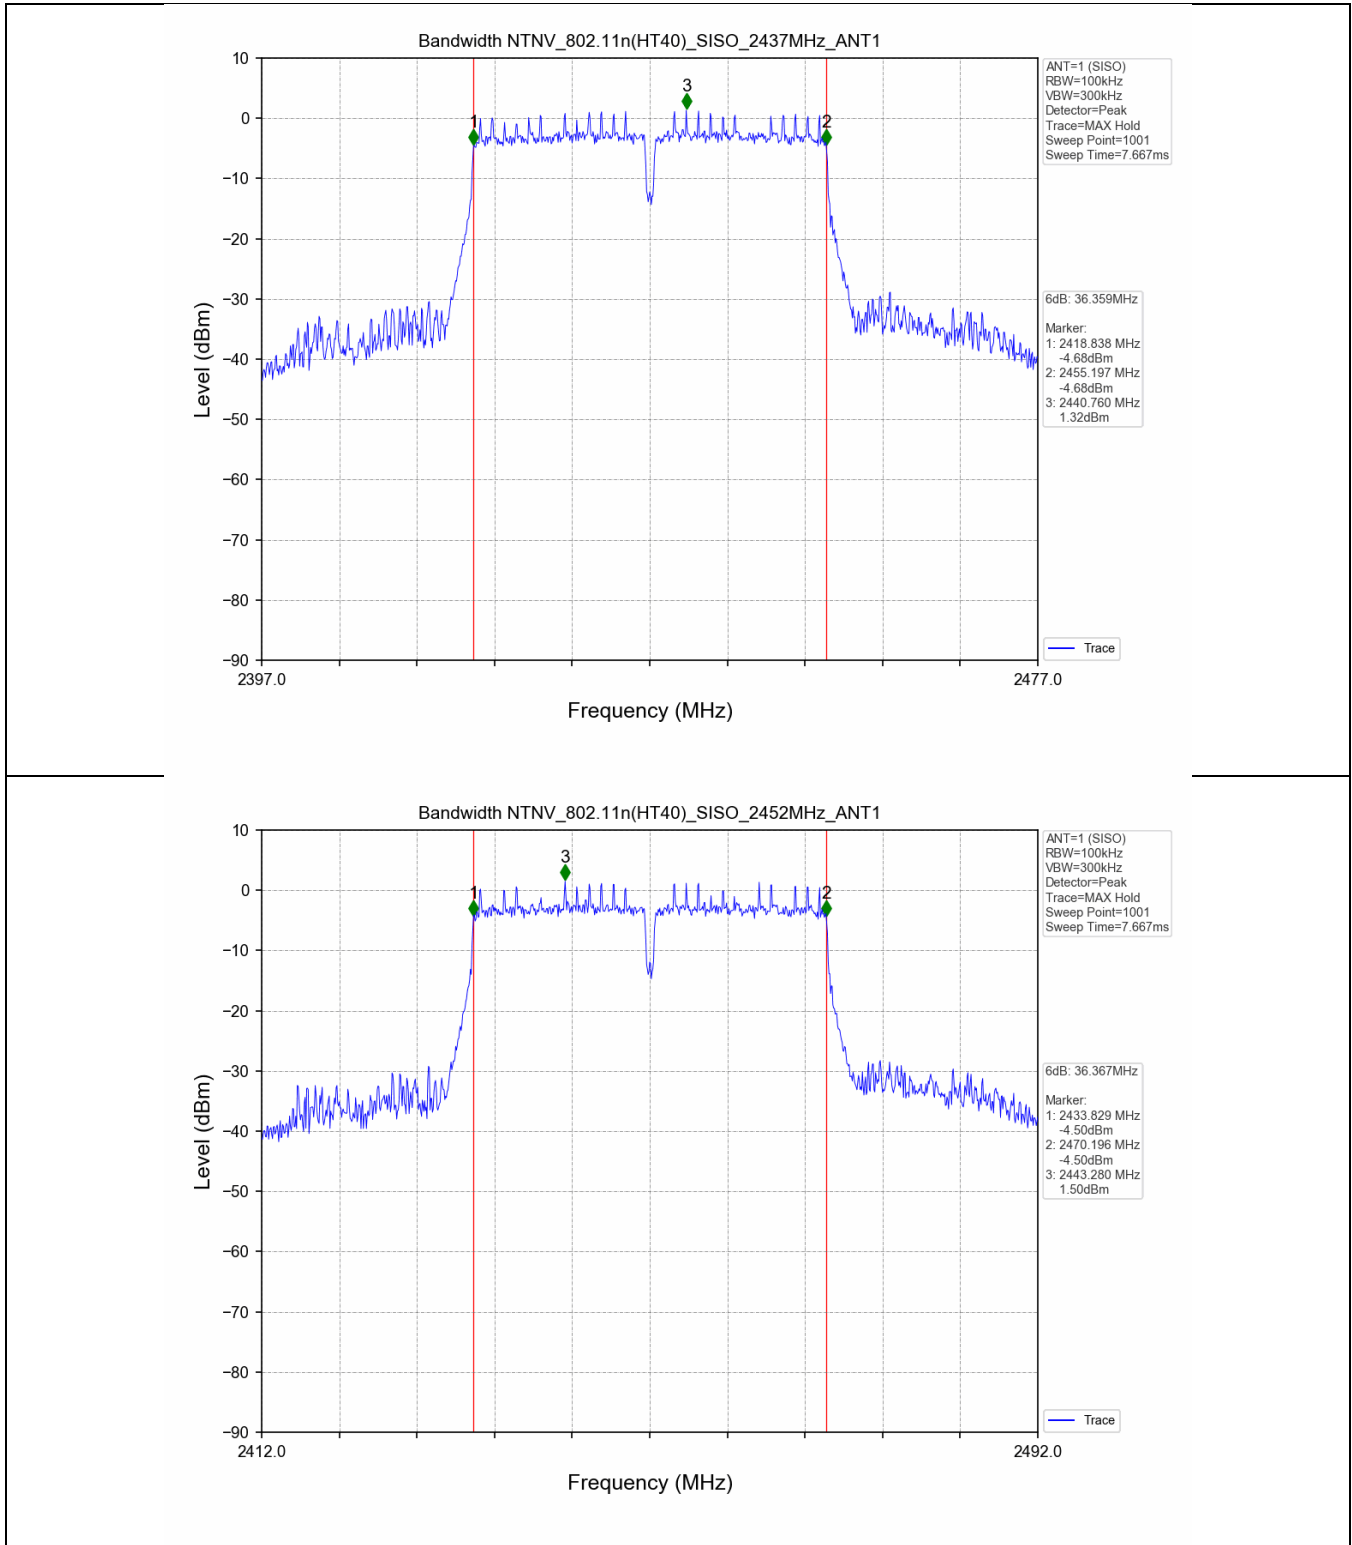 Bandwidth NTNV_802.11n(HT40)_SISO_2437MHz_ANT1
10
0
−10
−20
−30
−40
−50
−60
−70
−80
−90
Level (dBm)
1
3
2
2397.0
2477.0
Frequency (MHz)
ANT=1 (SISO)
RBW=100kHz
VBW=300kHz
Detector=Peak
Trace=MAX Hold
Sweep Point=1001
Sweep Time=7.667ms
6dB: 36.359MHz
Marker:
1: 2418.838 MHz
-4.68dBm
2: 2455.197 MHz
-4.68dBm
3: 2440.760 MHz
1.32dBm
Trace
Bandwidth NTNV_802.11n(HT40)_SISO_2452MHz_ANT1
10
0
−10
−20
−30
−40
−50
−60
−70
−80
−90
Level (dBm)
1
3
2
2412.0
2492.0
Frequency (MHz)
ANT=1 (SISO)
RBW=100kHz
VBW=300kHz
Detector=Peak
Trace=MAX Hold
Sweep Point=1001
Sweep Time=7.667ms
6dB: 36.367MHz
Marker:
1: 2433.829 MHz
-4.50dBm
2: 2470.196 MHz
-4.50dBm
3: 2443.280 MHz
1.50dBm
Trace